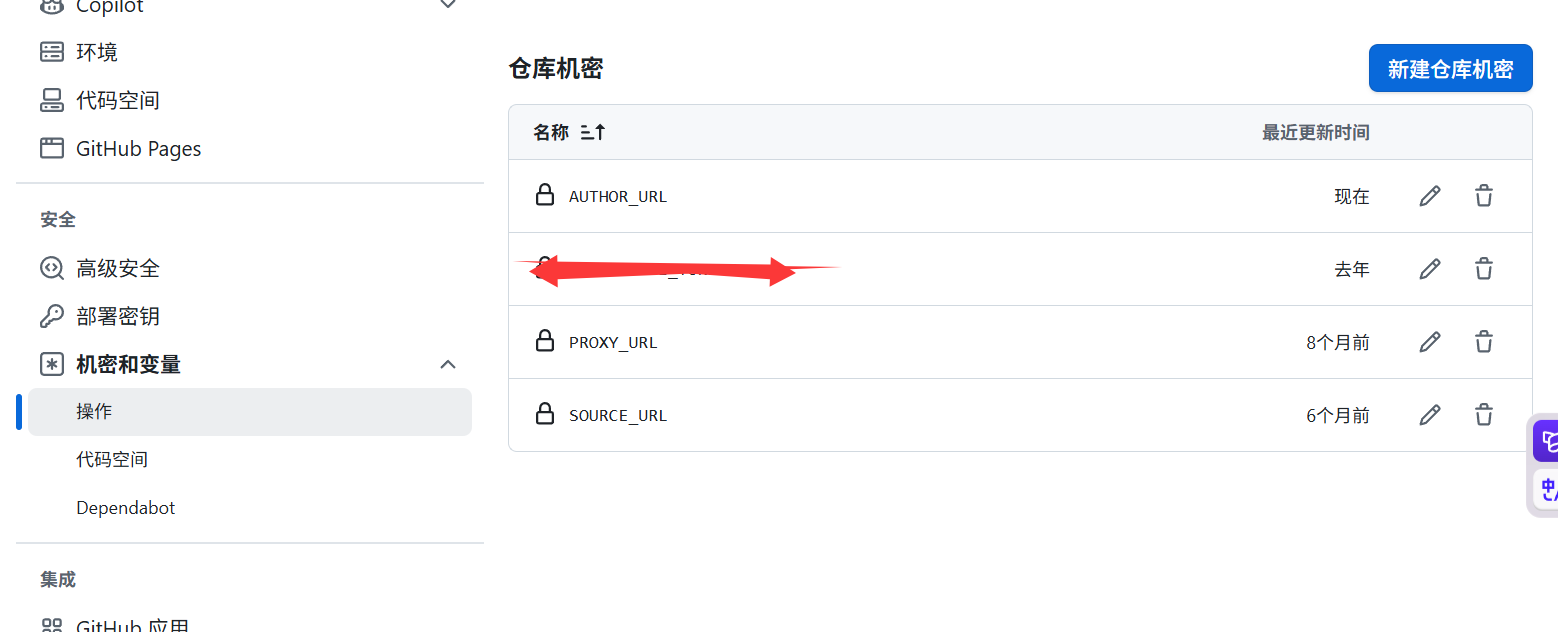 Copilot
环境
代码空间
GitHub Pages
安全
高级安全
部署密钥
机密和变量
操作
代码空间
Dependabot
集成
GitHub 应用
仓库机密
新建仓库机密
名称
最近更新时间
AUTHOR_URL
现在
去年
PROXY_URL
8个月前
SOURCE_URL
6个月前